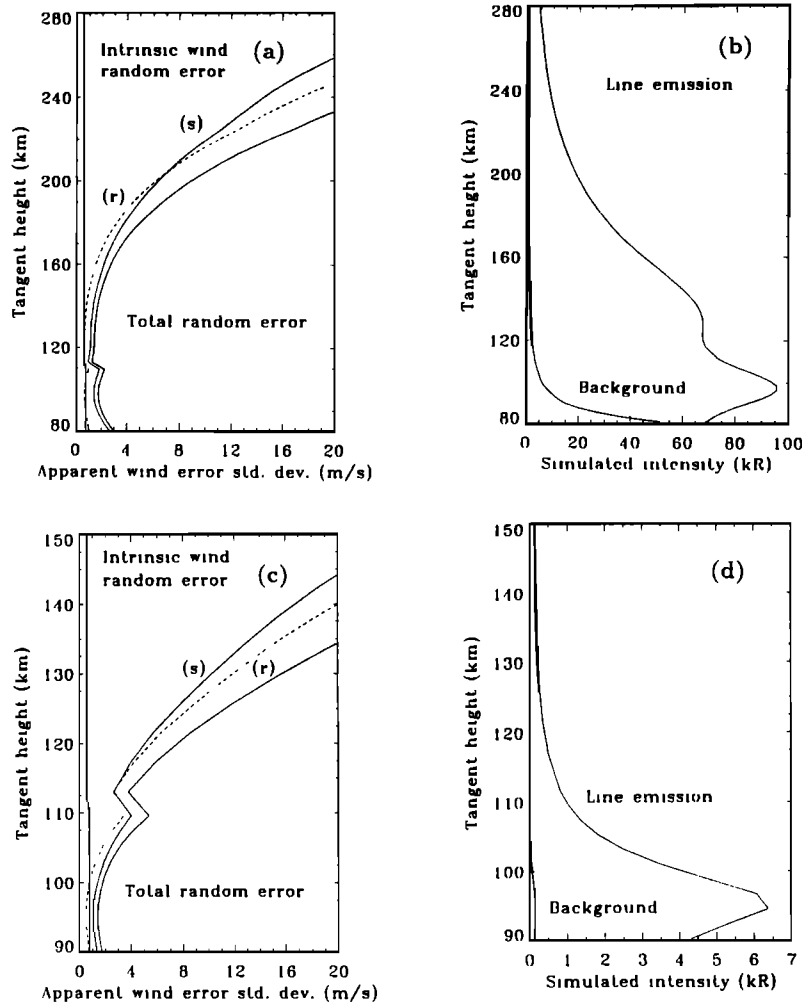 280
240
200
160
120
80
Tangent height (km)
Intrinsic wind
random error
(a)
(s)
(r)
Total random error
0 4 8 12 16 20
Apparent wind error std. dev. (m/s)
280
240
200
160
120
80
Tangent height (km)
(b)
Line emission
Background
0 20 40 60 80 100
Simulated intensity (kR)
150
140
130
120
110
100
90
Tangent height (km)
Intrinsic wind
random error
(c)
(s)
(r)
Total random error
0 4 8 12 16 20
Apparent wind error std. dev. (m/s)
150
140
130
120
110
100
90
Tangent height (km)
(d)
Line emission
Background
0 1 2 3 4 5 6 7
Simulated intensity (kR)